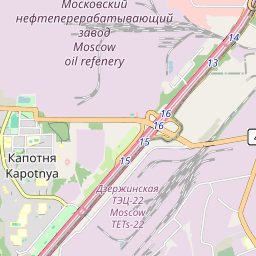 Московский
нефтеперерабатывающий
завод
Moscow
oil refenery
14
13
16
16
15
15
4
Капотня
Kapotnya
Дзержинская
ТЭЦ-22
Moscow
TETs-22